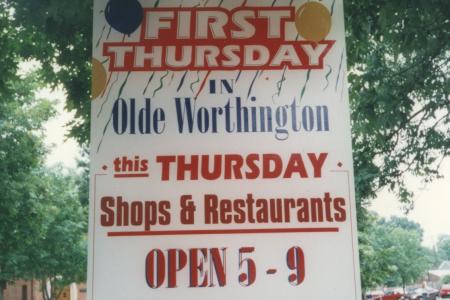 FIRST
THURSDAY
IN
Olde Worthington
this THURSDAY
Shops & Restaurants
OPEN 5 - 9